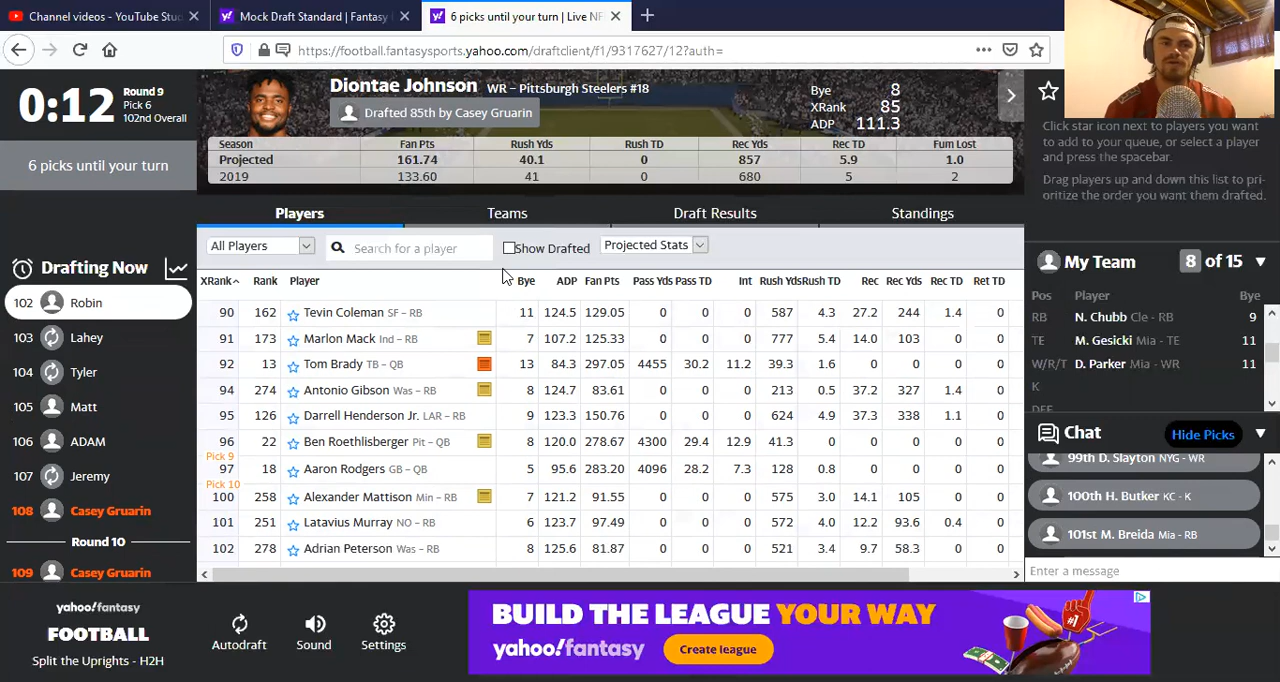 Channel videos - YouTube Stu
Mock Draft Standard | Fantasy
6 picks until your turn | Live NF
https://football.fantasysports.yahoo.com/draftclient/f1/9317627/12?auth=
0:12
Round 9
Pick 6
102nd Overall
6 picks until your turn
Diontae Johnson WR – Pittsburgh Steelers #18
Drafted 85th by Casey Gruarin
Bye 8
XRank 85
ADP 111.3
Season Fan Pts Rush Yds Rush TD Rec Yds Rec TD Fum Lost
Projected 161.74 40.1 0 857 5.9 1.0
2019 133.60 41 0 680 5 2
Click star icon next to players you want
to add to your queue, or select a player
and press the spacebar.
Drag players up and down this list to pri-
oritize the order you want them drafted.
Players Teams Draft Results Standings
All Players
Search for a player
Show Drafted
Projected Stats
XRank Rank Player Bye ADP Fan Pts Pass Yds Pass TD Int Rush Yds Rush TD Rec Rec Yds Rec TD Ret TD
90 162 Tevin Coleman SF – RB 11 124.5 129.05 0 0 0 587 4.3 27.2 244 1.4 0
91 173 Marlon Mack Ind – RB 7 107.2 125.33 0 0 0 777 5.4 14.0 103 0 0
92 13 Tom Brady TB – QB 13 84.3 297.05 4455 30.2 11.2 39.3 1.6 0 0 0 0
94 274 Antonio Gibson Was – RB 8 124.7 83.61 0 0 0 213 0.5 37.2 327 1.4 0
95 126 Darrell Henderson Jr. LAR – RB 9 123.3 150.76 0 0 0 624 4.9 37.3 338 1.1 0
96 22 Ben Roethlisberger Pit – QB 8 120.0 278.67 4300 29.4 12.9 41.3 0 0 0 0 0
Pick 9
97 18 Aaron Rodgers GB – QB 5 95.6 283.20 4096 28.2 7.3 128 0.8 0 0 0 0
Pick 10
100 258 Alexander Mattison Min – RB 7 121.2 91.55 0 0 0 575 3.0 14.1 105 0 0
101 251 Latavius Murray NO – RB 6 123.7 97.49 0 0 0 572 4.0 12.2 93.6 0.4 0
102 278 Adrian Peterson Was – RB 8 125.6 81.87 0 0 0 521 3.4 9.7 58.3 0 0
Drafting Now
102 Robin
103 Lahey
104 Tyler
105 Matt
106 ADAM
107 Jeremy
108 Casey Gruarin
Round 10
109 Casey Gruarin
My Team 8 of 15
Pos Player Bye
RB N. Chubb Cle - RB 9
TE M. Gesicki Mia - TE 11
W/R/T D. Parker Mia - WR 11
K
DEF
Chat Hide Picks
99th D. Slayton NYG - WR
100th H. Butker KC - K
101st M. Breida Mia - RB
Enter a message
yahoo!fantasy
FOOTBALL
Split the Uprights - H2H
Autodraft
Sound
Settings
BUILD THE LEAGUE YOUR WAY
yahoo!fantasy
Create league
#1